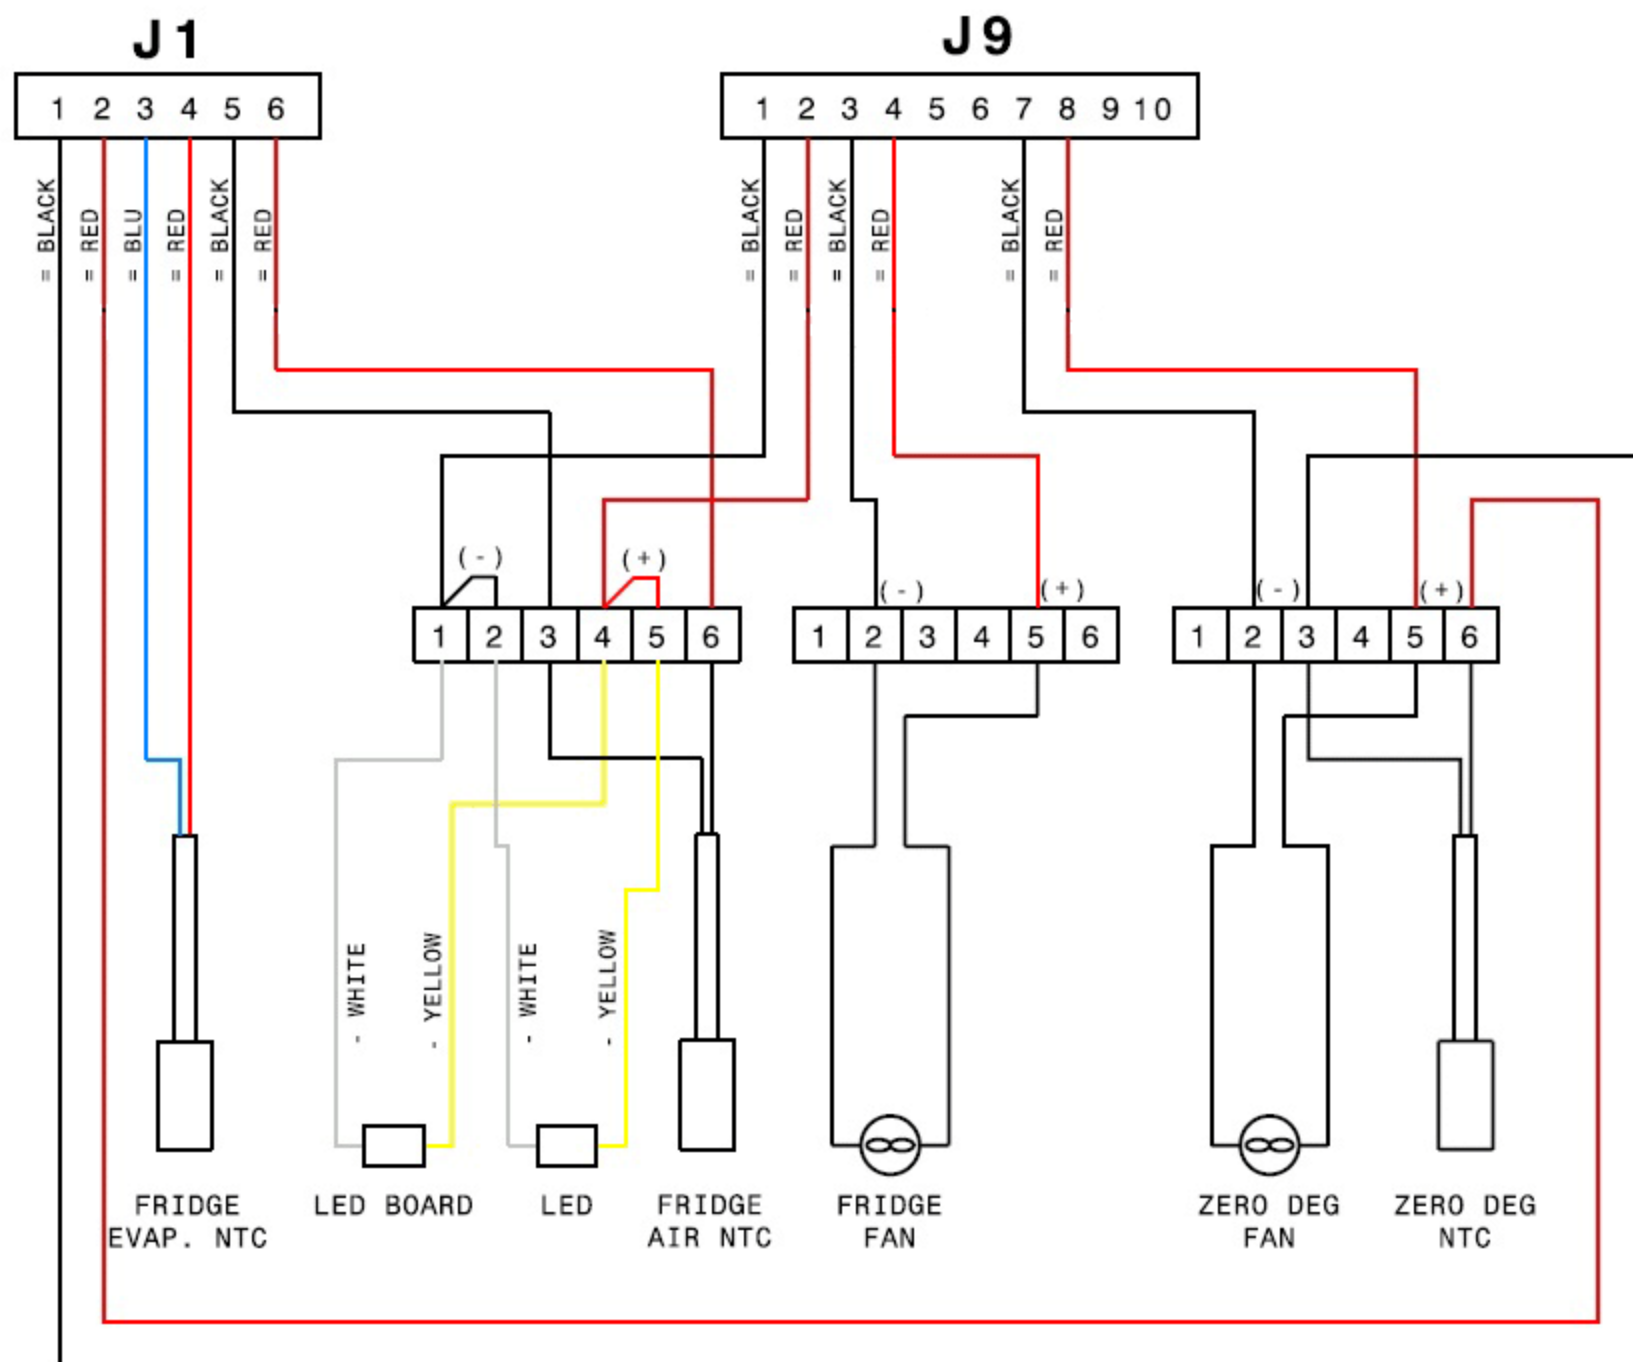 J1
J9
1 2 3 4 5 6
1 2 3 4 5 6 7 8 9 10
= BLACK
= RED
= BLU
= RED
= BLACK
= RED
= BLACK
= RED
= BLACK
= RED
= BLACK
= RED
(-)
(+)
(-)
(+)
(-)
(+)
1 2 3 4 5 6
1 2 3 4 5 6
1 2 3 4 5 6
- WHITE
- YELLOW
- WHITE
- YELLOW
FRIDGE
EVAP. NTC
LED BOARD
LED
FRIDGE
AIR NTC
FRIDGE
FAN
ZERO DEG
FAN
ZERO DEG
NTC